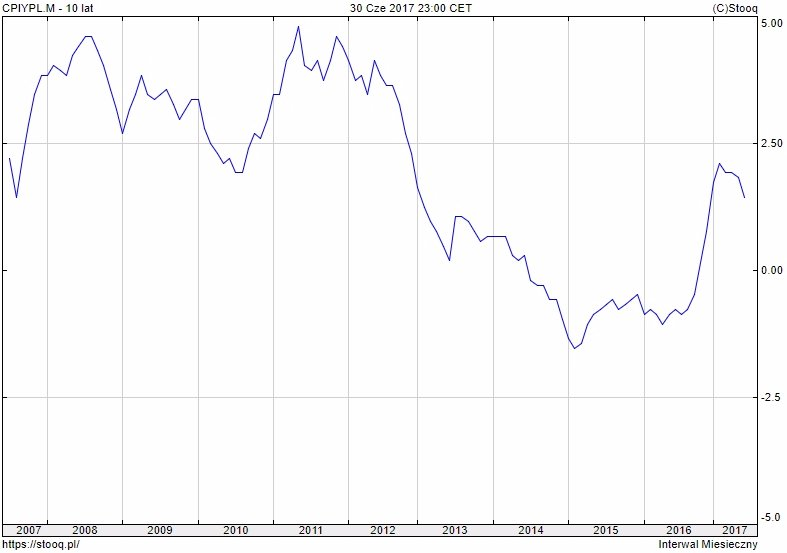 CPIYPL.M - 10 lat 30 Cze 2017 23:00 CET (C)Stooq
5.00
2.50
0.00
-2.5
-5.0
2007 2008 2009 2010 2011 2012 2013 2014 2015 2016 2017
https://stooq.pl/ Interwal Miesieczny